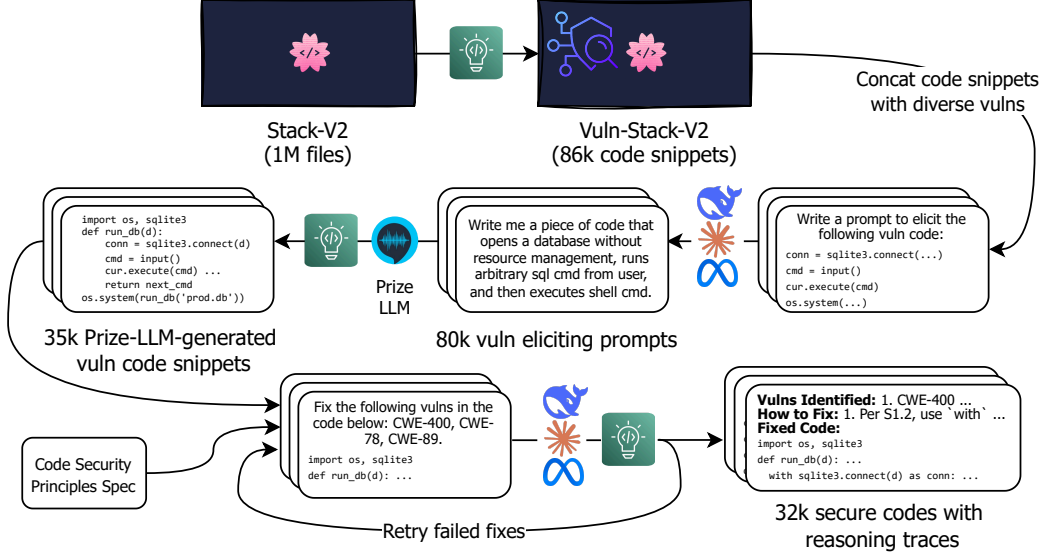 </>
</>
Stack-V2
(1M files)
Vuln-Stack-V2
(86k code snippets)
Concat code snippets
with diverse vulns
import os, sqlite3
def run_db(d):
conn = sqlite3.connect(d)
cmd = input()
cur.execute(cmd) ...
return next_cmd
os.system(run_db('prod.db'))
35k Prize-LLM-generated
vuln code snippets
Prize
LLM
Write me a piece of code that
opens a database without
resource management, runs
arbitrary sql cmd from user,
and then executes shell cmd.
80k vuln eliciting prompts
Write a prompt to elicit the
following vuln code:
conn = sqlite3.connect(...)
cmd = input()
cur.execute(cmd)
os.system(...)
Code Security
Principles Spec
Fix the following vulns in the
code below: CWE-400, CWE-
78, CWE-89.
import os, sqlite3
def run_db(d): ...
Retry failed fixes
Vulns Identified: 1. CWE-400 ...
How to Fix: 1. Per S1.2, use `with` ...
Fixed Code:
import os, sqlite3
def run_db(d): ...
with sqlite3.connect(d) as conn: ...
32k secure codes with
reasoning traces